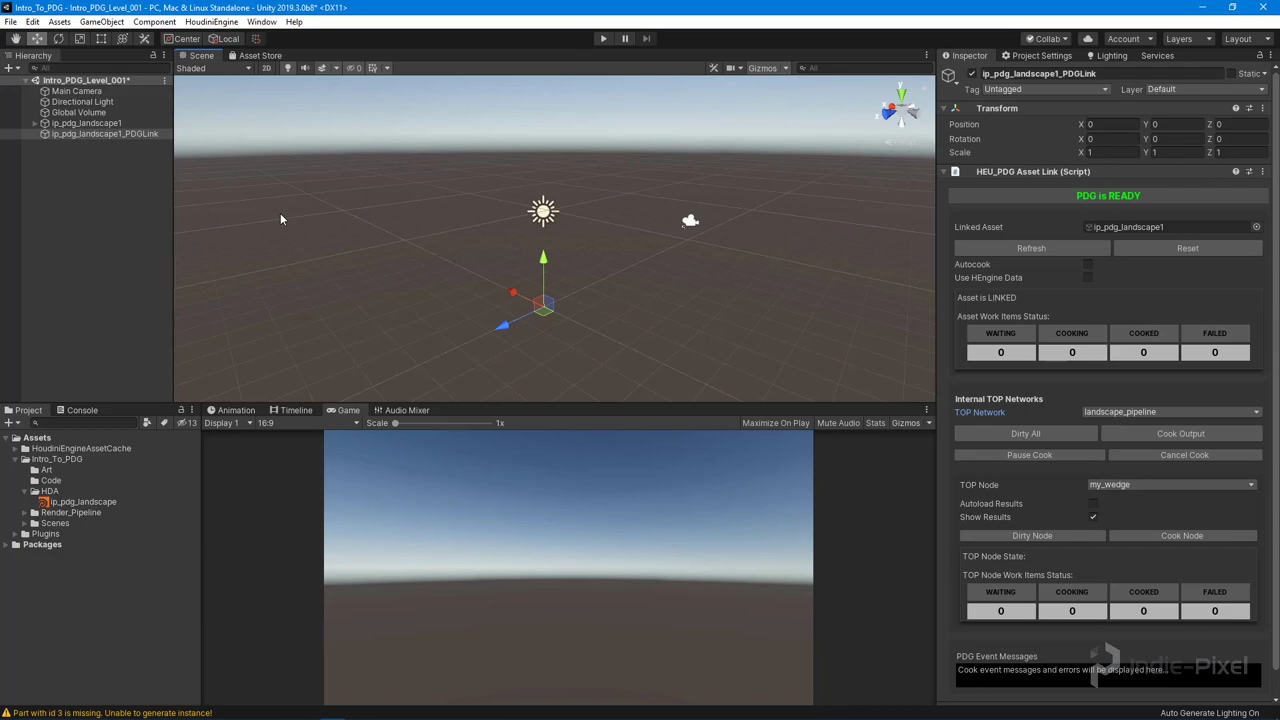 Intro_To_PDG - Intro_PDG_Level_001 - PC, Mac & Linux Standalone - Unity 2019.3.0b8* <DX11>
File Edit Assets GameObject Component HoudiniEngine Window Help
Center Local Collab Account Layers Layout
Hierarchy
All
Intro_PDG_Level_001*
Main Camera
Directional Light
Global Volume
ip_pdg_landscape1
ip_pdg_landscape1_PDGLink
Scene Asset Store
Shaded 2D 0 Gizmos All
y
x
z
Inspector Project Settings Lighting Services
ip_pdg_landscape1_PDGLink Static
Tag Untagged Layer Default
Transform
Position X 0 Y 0 Z 0
Rotation X 0 Y 0 Z 0
Scale X 1 Y 1 Z 1
HEU_PDG Asset Link (Script)
PDG is READY
Linked Asset ip_pdg_landscape1
Refresh Reset
Autocook
Use HEngine Data
Asset is LINKED
Asset Work Items Status:
WAITING COOKING COOKED FAILED
0 0 0 0
Internal TOP Networks
TOP Network landscape_pipeline
Dirty All Cook Output
Pause Cook Cancel Cook
TOP Node my_wedge
Autoload Results
Show Results
Dirty Node Cook Node
TOP Node State:
TOP Node Work Items Status:
WAITING COOKING COOKED FAILED
0 0 0 0
PDG Event Messages
Cook event messages and errors will be displayed here...
Indie-Pixel
Project Console
13
Assets
HoudiniEngineAssetCache
Intro_To_PDG
Art
Code
HDA
ip_pdg_landscape
Render_Pipeline
Scenes
Plugins
Packages
Animation Timeline Game Audio Mixer
Display 1 16:9 Scale 1x Maximize On Play Mute Audio Stats Gizmos
Part with id 3 is missing. Unable to generate instance!
Auto Generate Lighting On